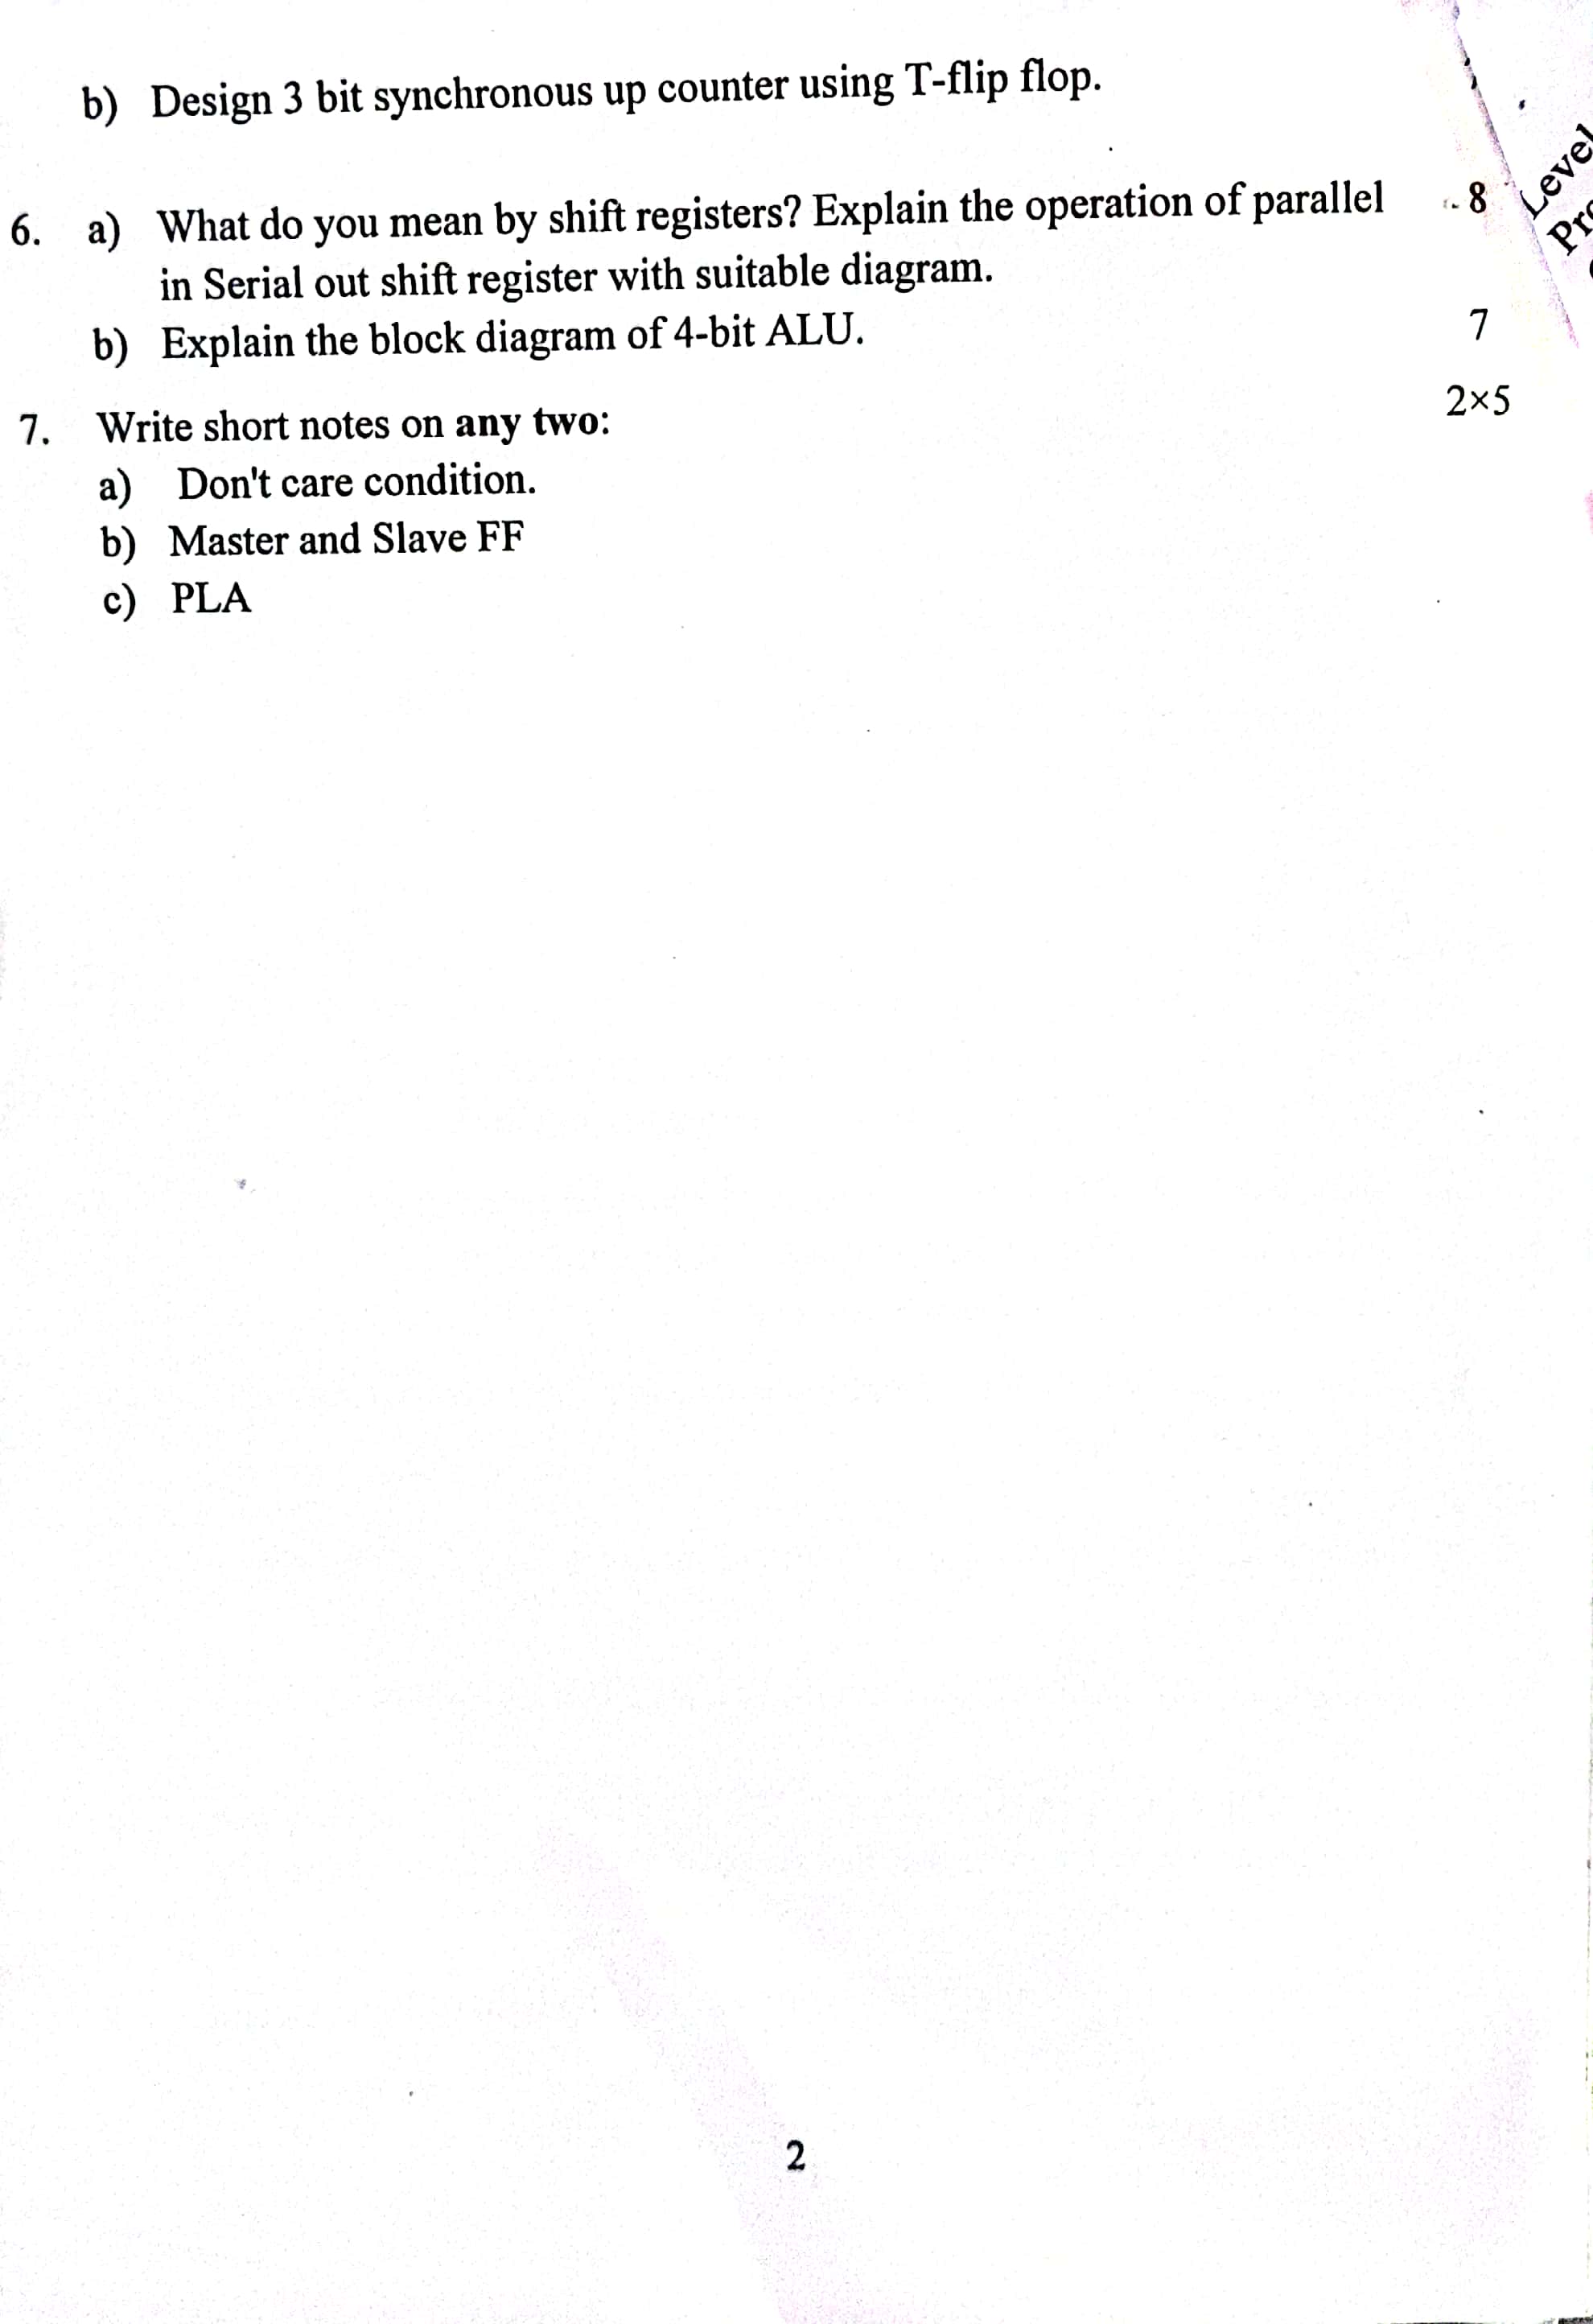 b) Design 3 bit synchronous up counter using T-flip flop.
6. a) What do you mean by shift registers? Explain the operation of parallel 8
in Serial out shift register with suitable diagram.
b) Explain the block diagram of 4-bit ALU. 7
7. Write short notes on any two: 2×5
a) Don't care condition.
b) Master and Slave FF
c) PLA
2
Level